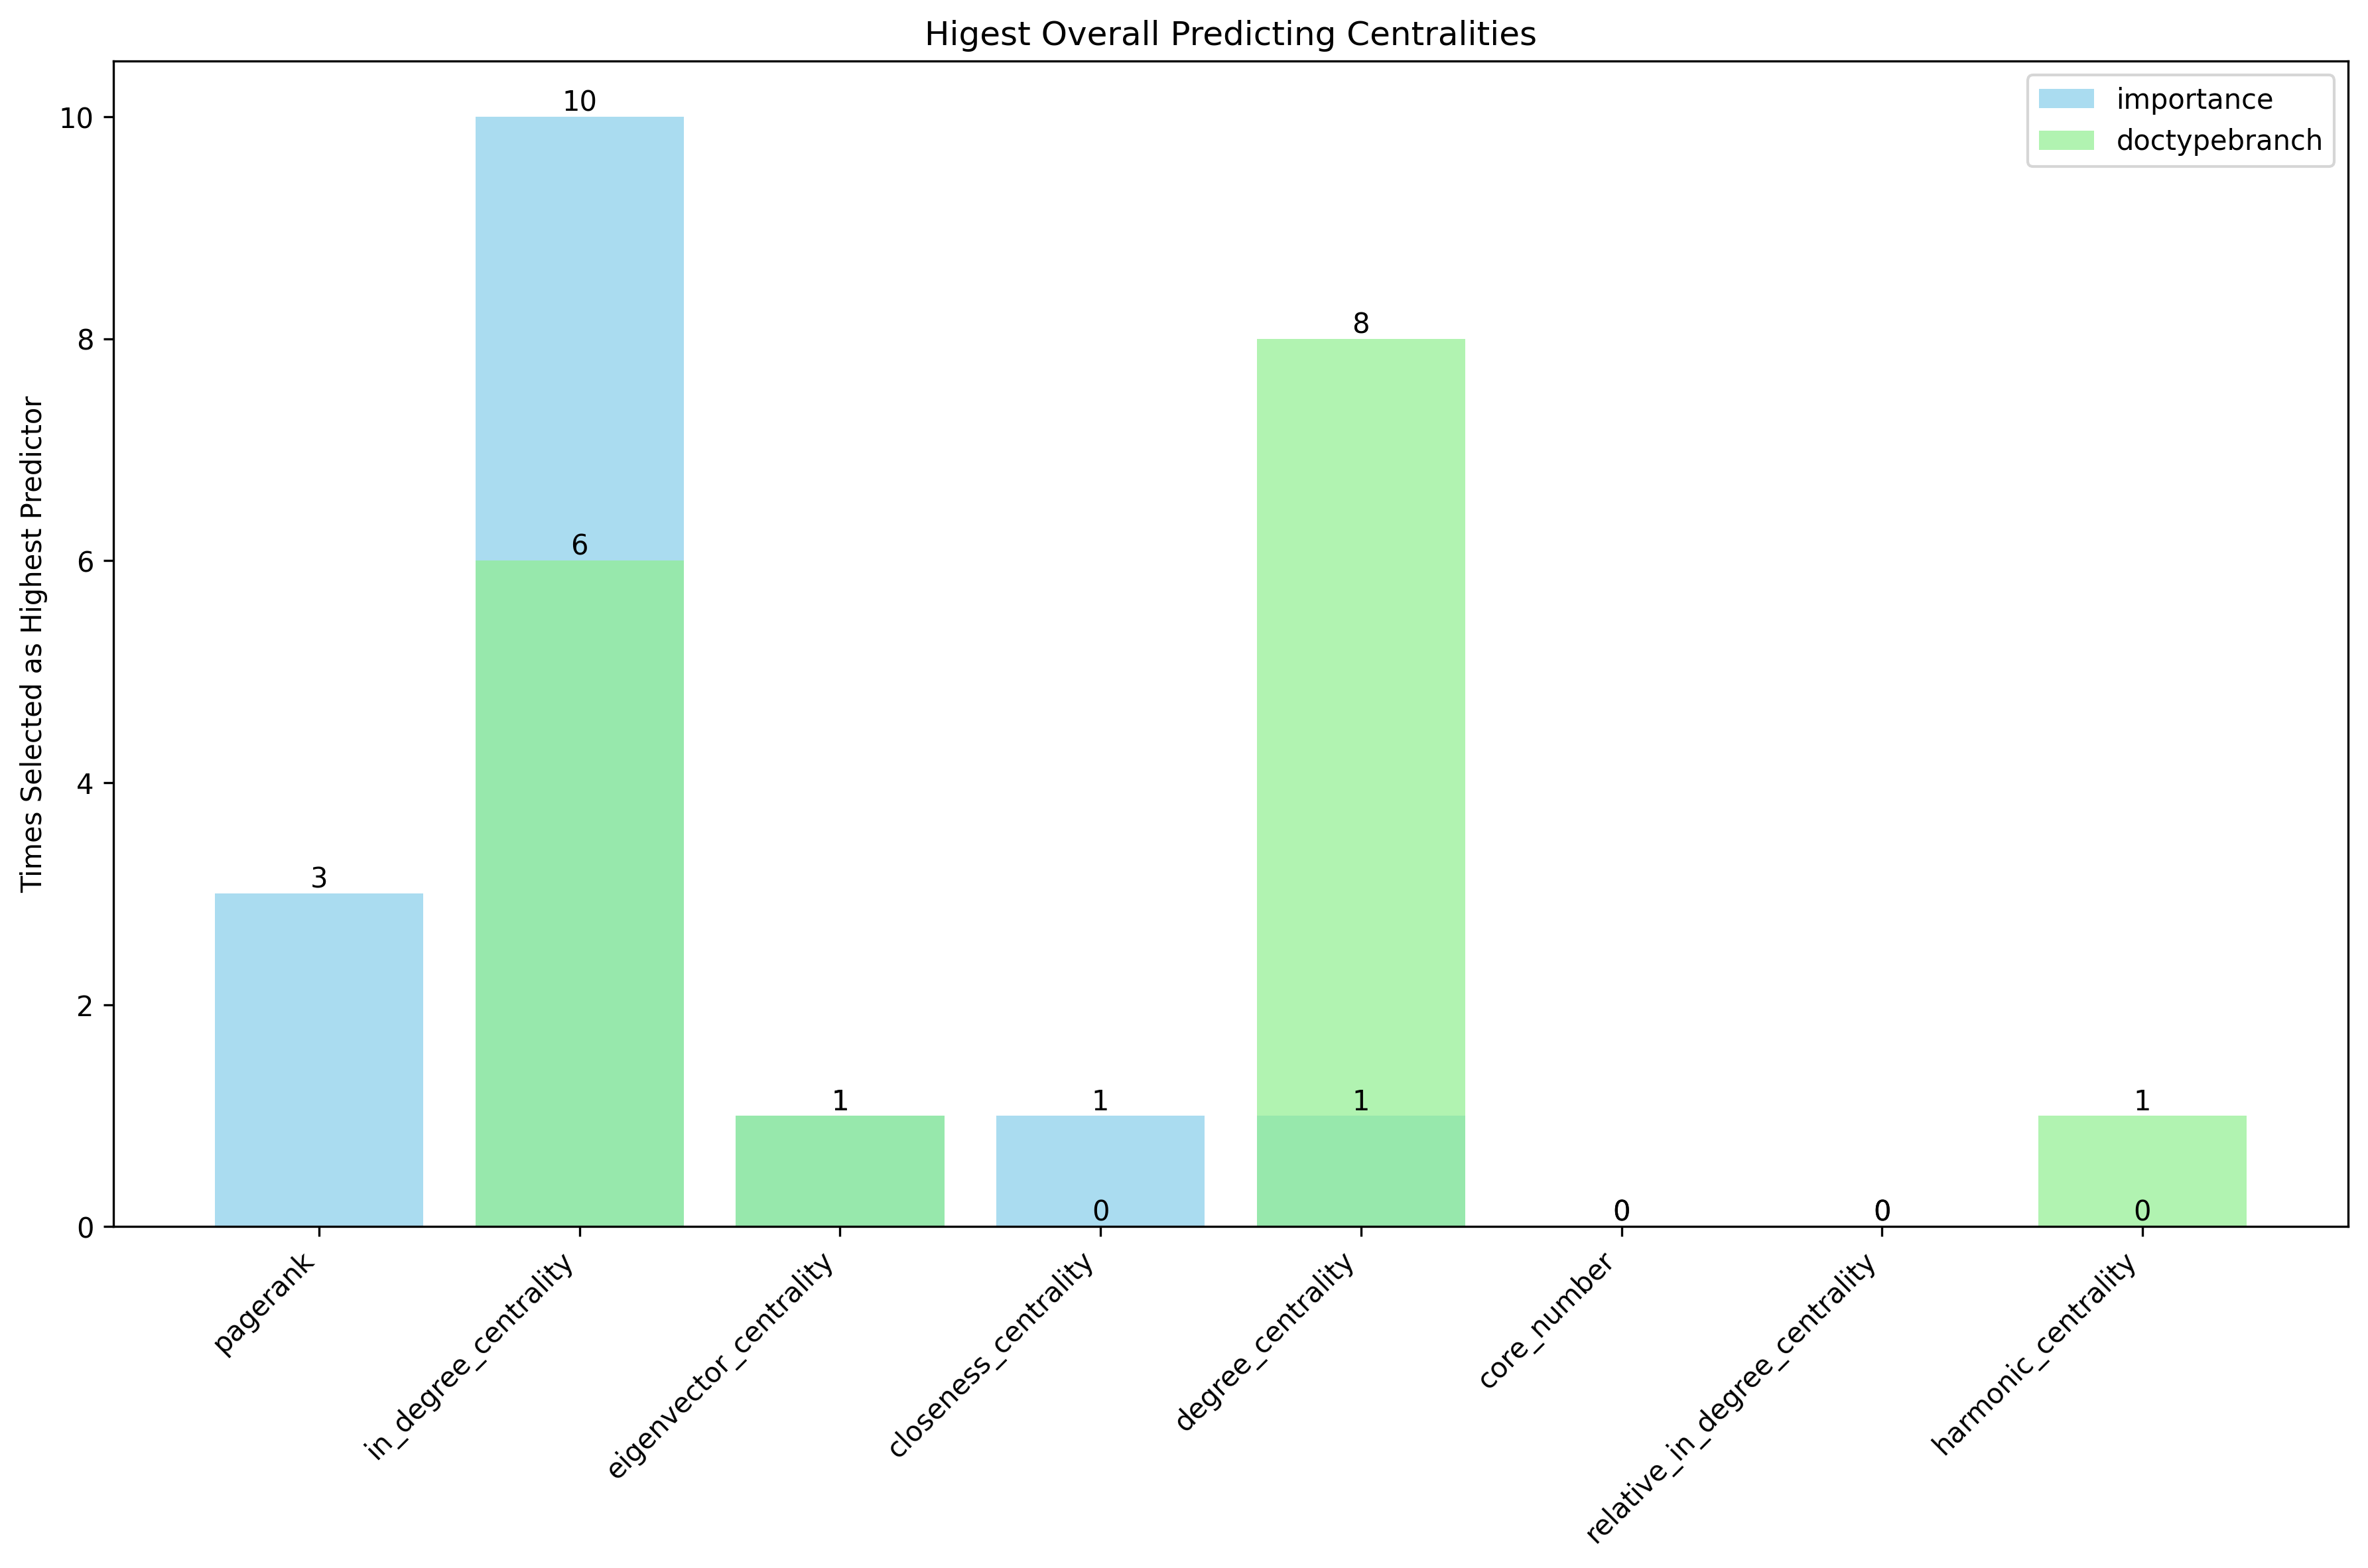 Higest Overall Predicting Centralities
importance
doctypebranch
Times Selected as Highest Predictor
10
8
6
4
2
0
3
10
6
1
1
0
8
1
0
0
1
0
pagerank
in_degree_centrality
eigenvector_centrality
closeness_centrality
degree_centrality
core_number
relative_in_degree_centrality
harmonic_centrality